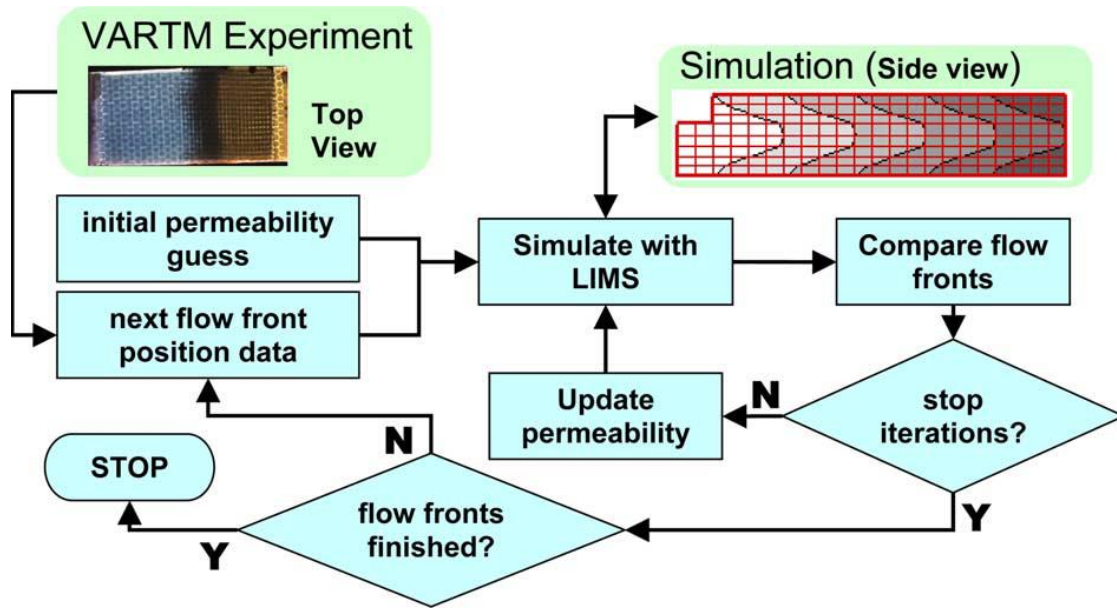 VARTM Experiment
Top
View
Simulation (Side view)
initial permeability
guess
Simulate with
LIMS
Compare flow
fronts
next flow front
position data
Update
permeability
N
stop
iterations?
N
STOP
flow fronts
finished?
Y
Y